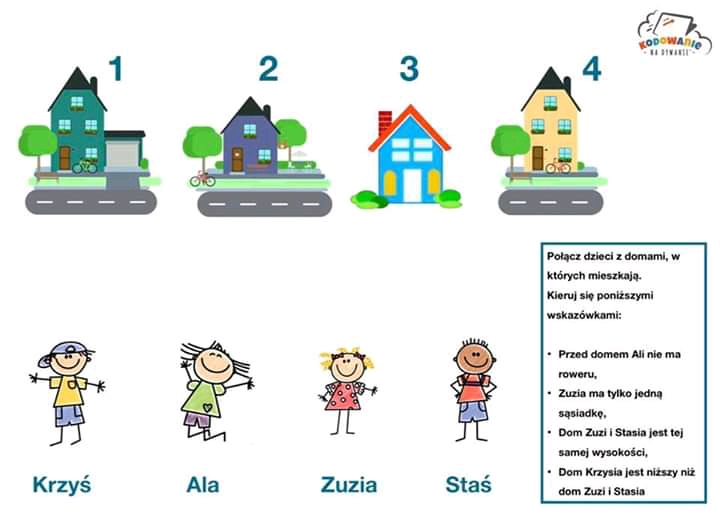 KODOWANIE
NA DYWANIE
1
2
3
4
Połącz dzieci z domami, w
których mieszkają.
Kieruj się poniższymi
wskazówkami:
• Przed domem Ali nie ma
roweru,
• Zuzia ma tylko jedną
sąsiadkę,
• Dom Zuzi i Stasia jest tej
samej wysokości,
• Dom Krzysia jest niższy niż
dom Zuzi i Stasia
Krzyś
Ala
Zuzia
Staś